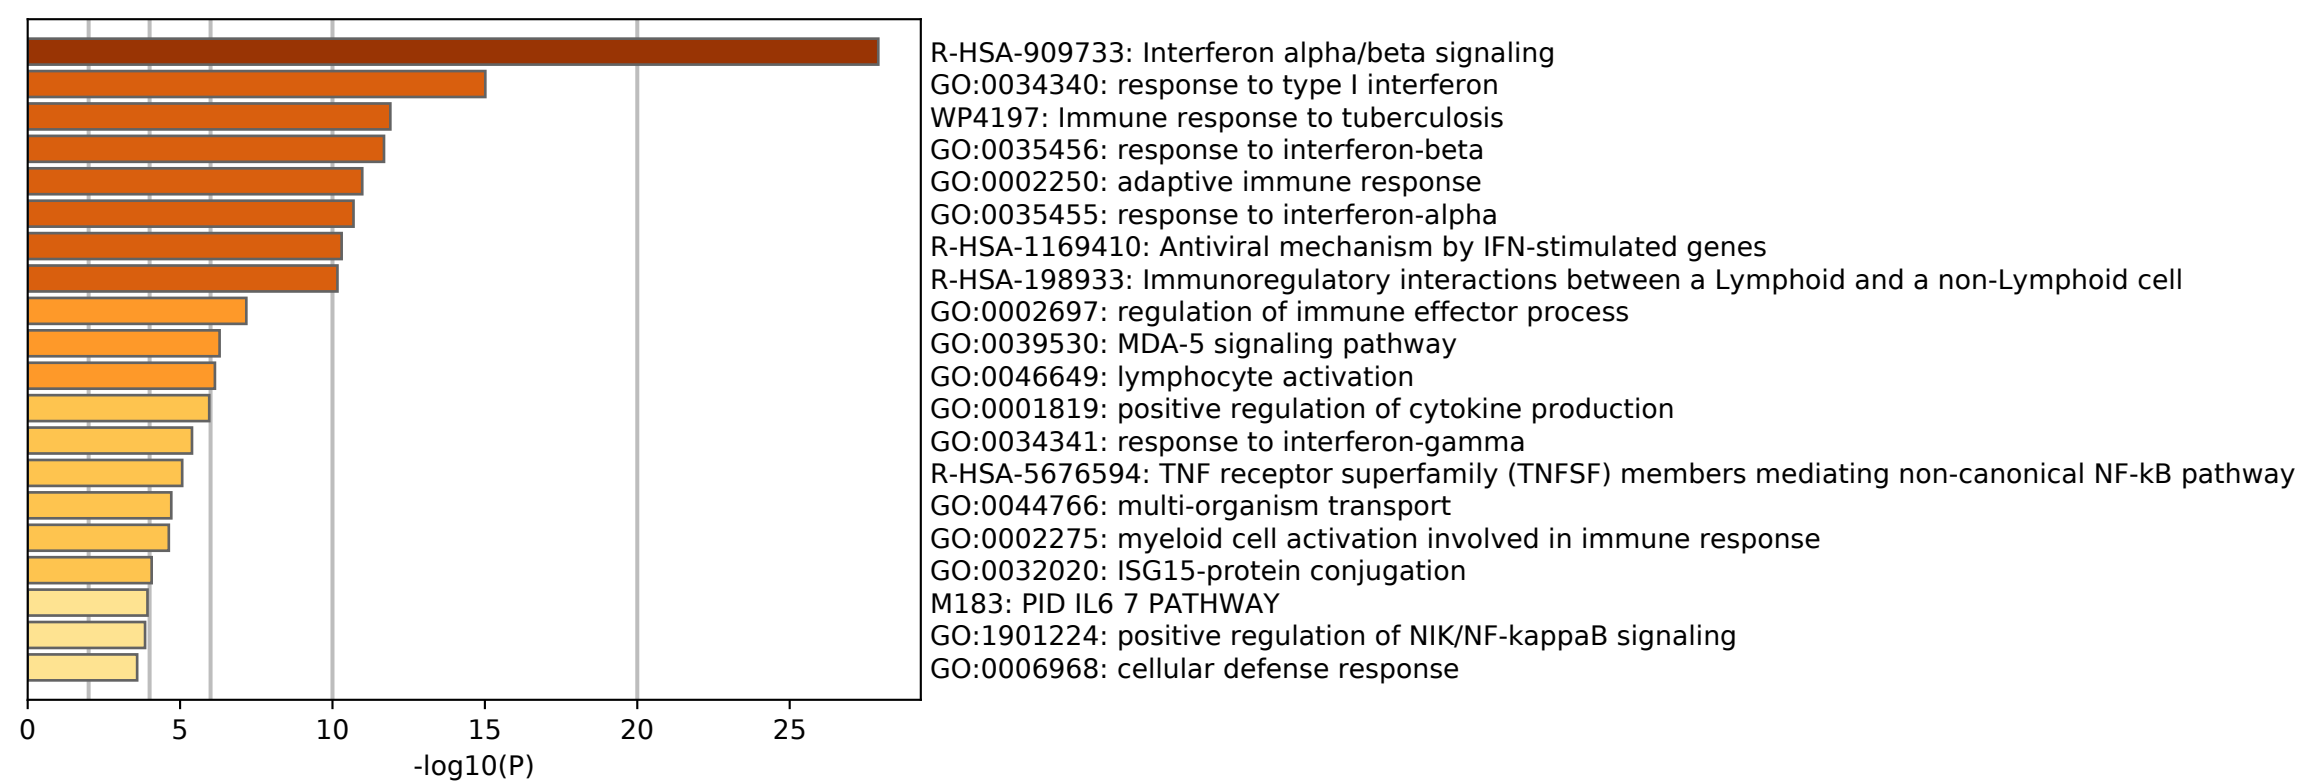 R-HSA-909733: Interferon alpha/beta signaling
GO:0034340: response to type I interferon
WP4197: Immune response to tuberculosis
GO:0035456: response to interferon-beta
GO:0002250: adaptive immune response
GO:0035455: response to interferon-alpha
R-HSA-1169410: Antiviral mechanism by IFN-stimulated genes
R-HSA-198933: Immunoregulatory interactions between a Lymphoid and a non-Lymphoid cell
GO:0002697: regulation of immune effector process
GO:0039530: MDA-5 signaling pathway
GO:0046649: lymphocyte activation
GO:0001819: positive regulation of cytokine production
GO:0034341: response to interferon-gamma
R-HSA-5676594: TNF receptor superfamily (TNFSF) members mediating non-canonical NF-kB pathway
GO:0044766: multi-organism transport
GO:0002275: myeloid cell activation involved in immune response
GO:0032020: ISG15-protein conjugation
M183: PID IL6 7 PATHWAY
GO:1901224: positive regulation of NIK/NF-kappaB signaling
GO:0006968: cellular defense response
0 5 10 15 20 25
-log10(P)